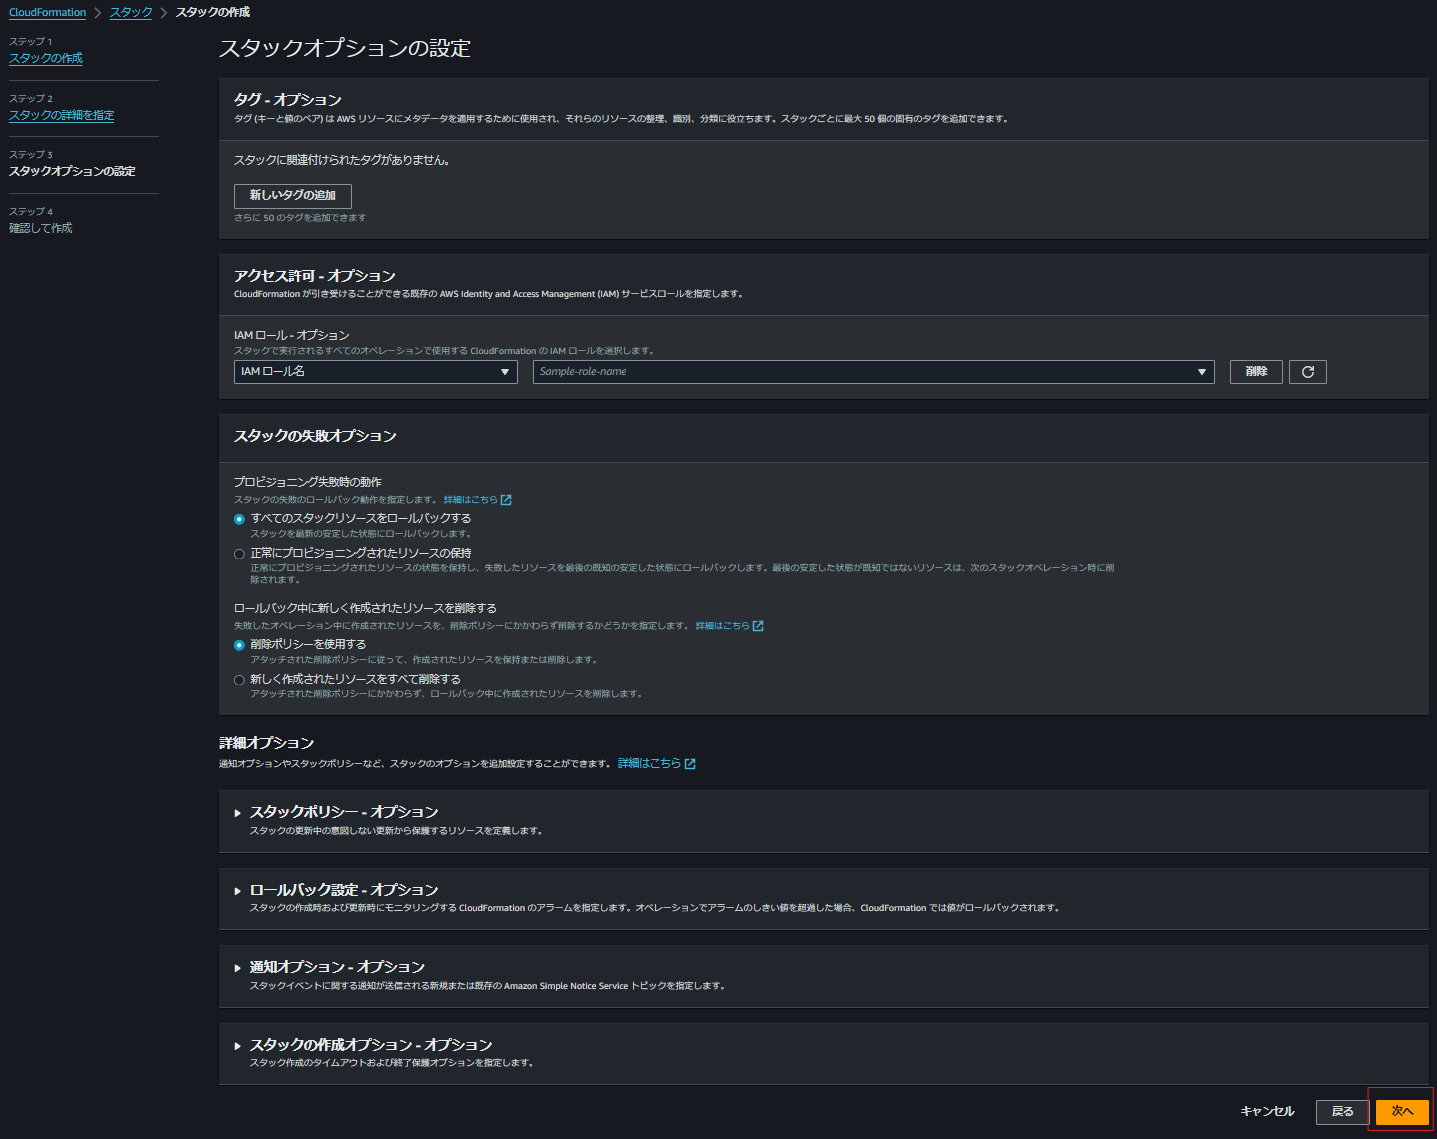 CloudFormation > スタック > スタックの作成
ステップ 1
スタックの作成
ステップ 2
スタックの詳細を指定
ステップ 3
スタックオプションの設定
ステップ 4
確認して作成
スタックオプションの設定
タグ - オプション
タグ (キーと値のペア) は AWS リソースにメタデータを適用するために使用され、それらのリソースの整理、識別、分類に役立ちます。スタックごとに最大 50 個の固有のタグを追加できます。
スタックに関連付けられたタグがありません。
新しいタグの追加
さらに 50 のタグを追加できます
アクセス許可 - オプション
CloudFormation が引き受けることができる既存の AWS Identity and Access Management (IAM) サービスロールを指定します。
IAM ロール - オプション
スタックで実行されるすべてのオペレーションで使用する CloudFormation の IAM ロールを選択します。
IAM ロール名 Sample-role-name 削除
スタックの失敗オプション
プロビジョニング失敗時の動作
スタックの失敗のロールバック動作を指定します。 詳細はこちら
すべてのスタックリソースをロールバックする
スタックを最新の安定した状態にロールバックします。
正常にプロビジョニングされたリソースの保持
正常にプロビジョニングされたリソースの状態を保持し、失敗したリソースを最後の既知の安定した状態にロールバックします。最後の安定した状態が既知ではないリソースは、次のスタックオペレーション時に削
除されます。
ロールバック中に新しく作成されたリソースを削除する
失敗したオペレーション中に作成されたリソースを、削除ポリシーにかかわらず削除するかどうかを指定します。 詳細はこちら
削除ポリシーを使用する
アタッチされた削除ポリシーに従って、作成されたリソースを保持または削除します。
新しく作成されたリソースをすべて削除する
アタッチされた削除ポリシーにかかわらず、ロールバック中に作成されたリソースを削除します。
詳細オプション
通知オプションやスタックポリシーなど、スタックのオプションを追加設定することができます。 詳細はこちら
スタックポリシー - オプション
スタックの更新中の意図しない更新から保護するリソースを定義します。
ロールバック設定 - オプション
スタックの作成時および更新時にモニタリングする CloudFormation のアラームを指定します。オペレーションでアラームのしきい値を超過した場合、CloudFormation では値がロールバックされます。
通知オプション - オプション
スタックイベントに関する通知が送信される新規または既存の Amazon Simple Notice Service トピックを指定します。
スタックの作成オプション - オプション
スタック作成のタイムアウトおよび終了保護オプションを指定します。
キャンセル 戻る 次へ